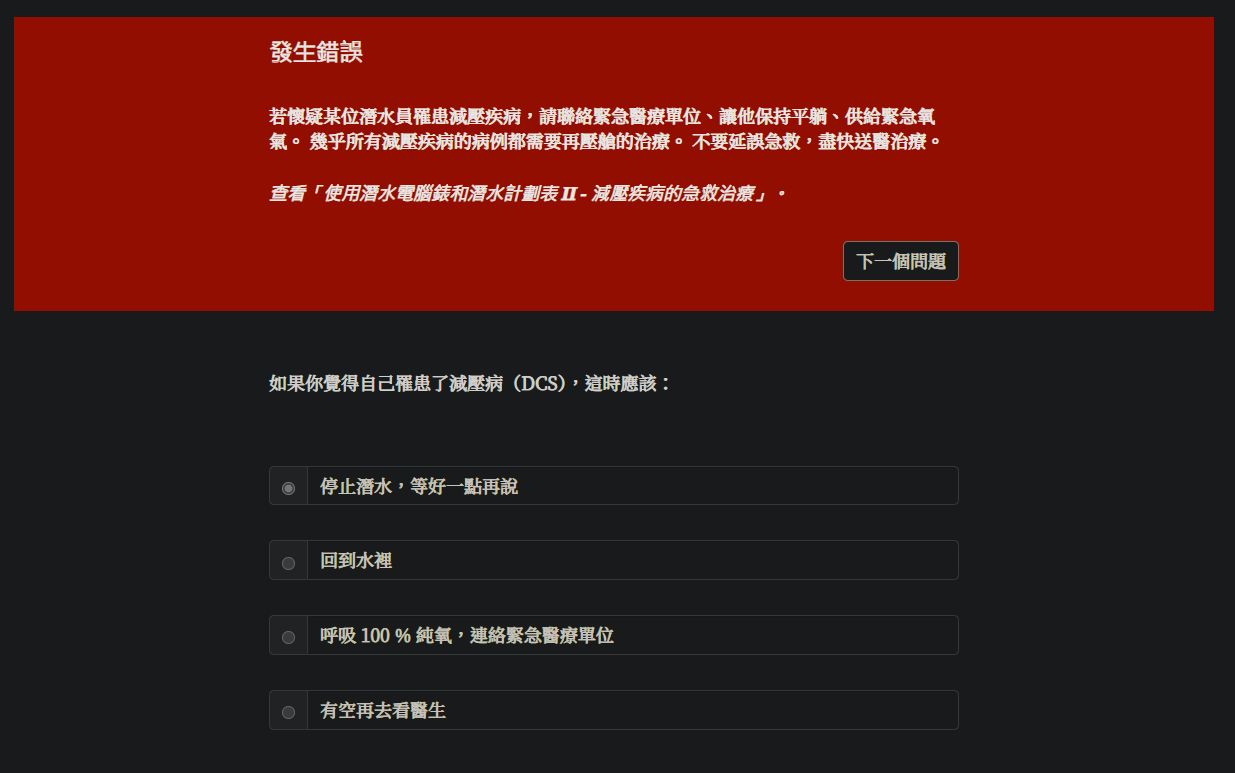 發生錯誤
若懷疑某位潛水員罹患減壓疾病，請聯絡緊急醫療單位、讓他保持平躺、供給緊急氧
氣。 幾乎所有減壓疾病的病例都需要再壓艙的治療。 不要延誤急救，盡快送醫治療。
查看「使用潛水電腦錶和潛水計劃表 II - 減壓疾病的急救治療」。
下一個問題
如果你覺得自己罹患了減壓病（DCS），這時應該：
停止潛水，等好一點再說
回到水裡
呼吸 100 % 純氧，連絡緊急醫療單位
有空再去看醫生